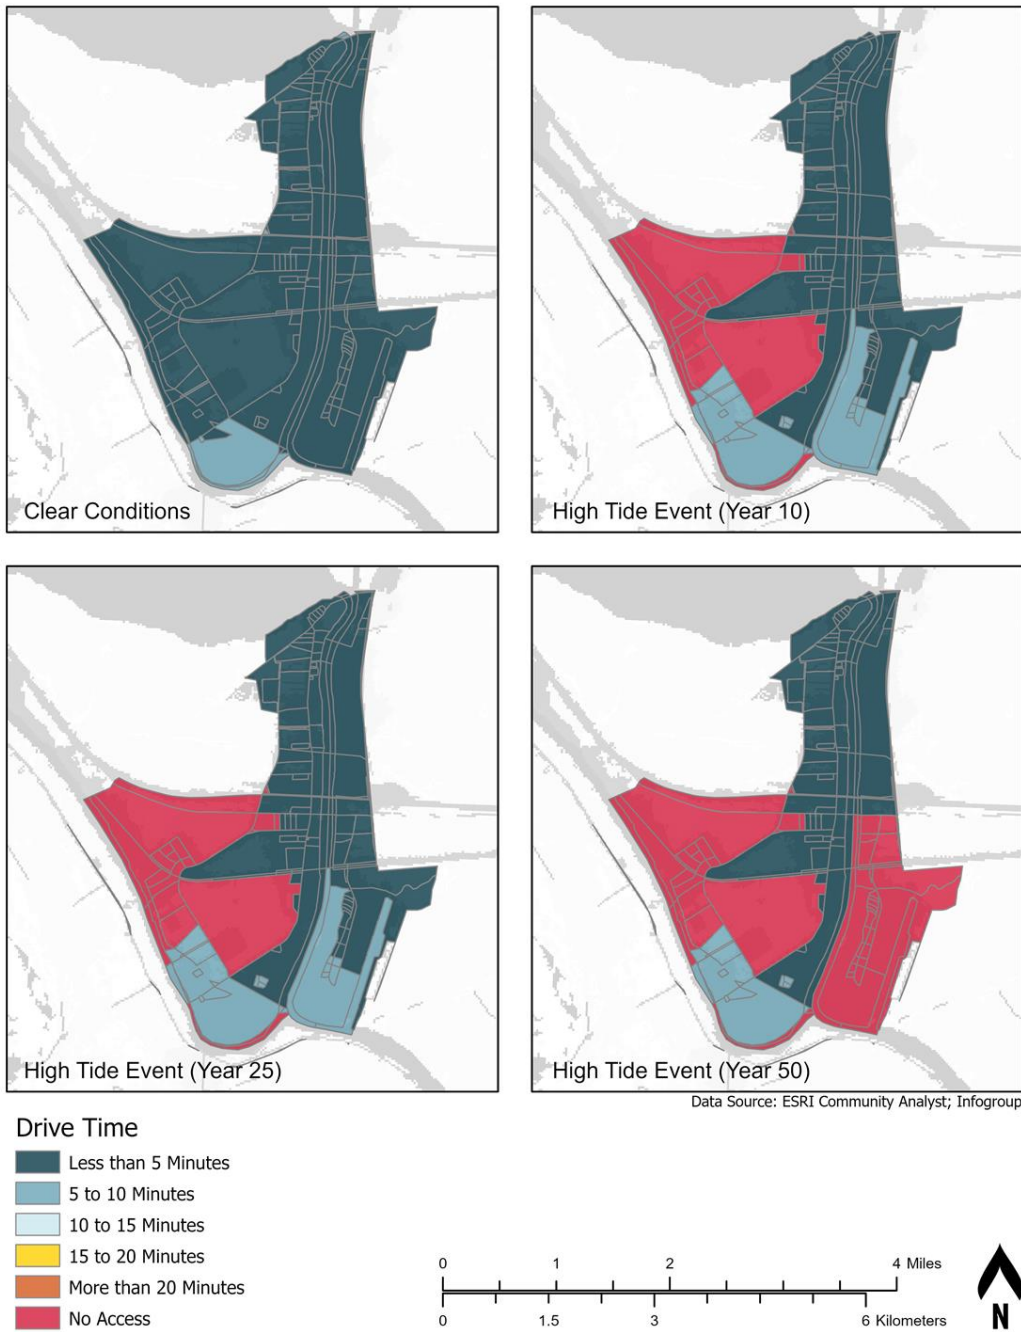 Clear Conditions
High Tide Event (Year 10)
High Tide Event (Year 25)
High Tide Event (Year 50)
Data Source: ESRI Community Analyst; Infogroup
Drive Time
Less than 5 Minutes
5 to 10 Minutes
10 to 15 Minutes
15 to 20 Minutes
More than 20 Minutes
No Access
0 1 2 4 Miles
0 1.5 3 6 Kilometers
N